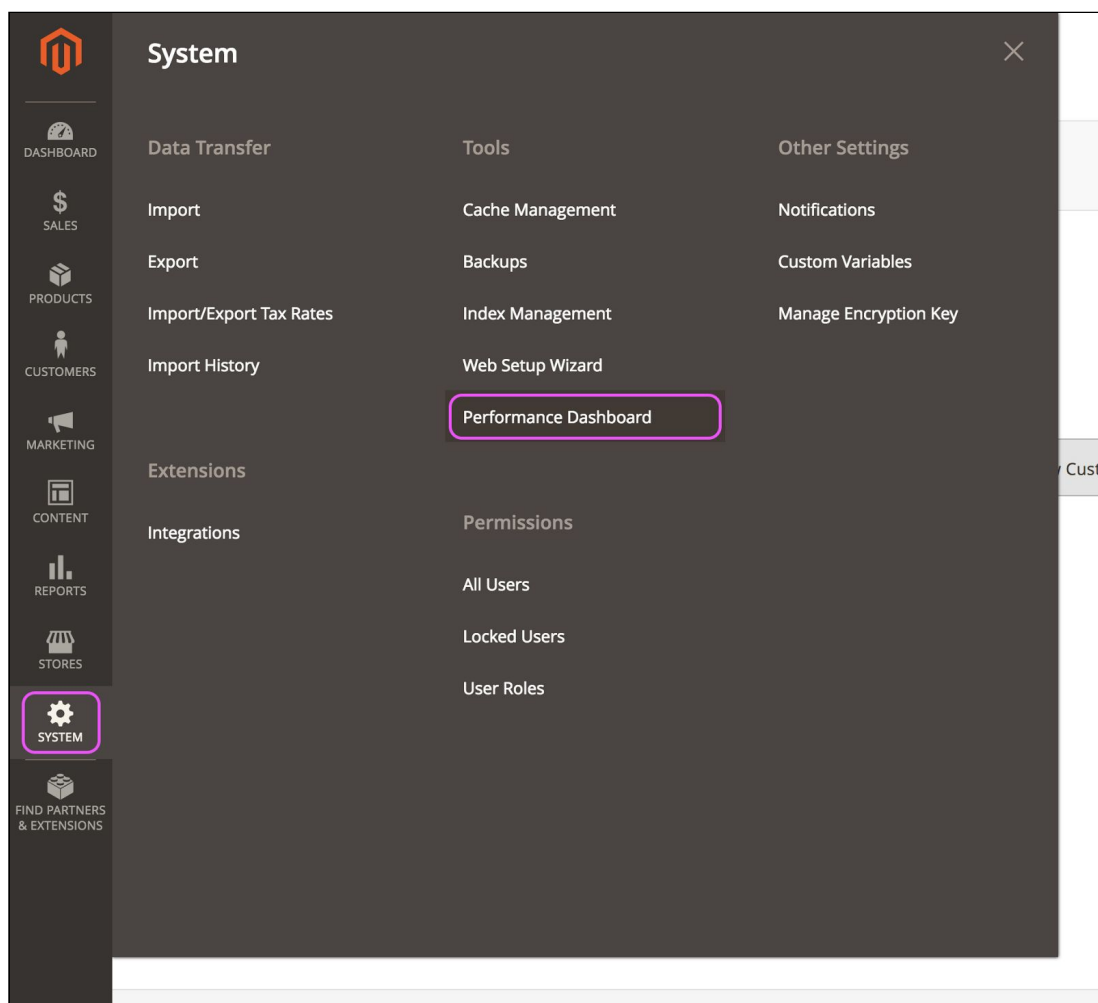 System
DASHBOARD
SALES
PRODUCTS
CUSTOMERS
MARKETING
CONTENT
REPORTS
STORES
SYSTEM
FIND PARTNERS
& EXTENSIONS
Data Transfer
Import
Export
Import/Export Tax Rates
Import History
Extensions
Integrations
Tools
Cache Management
Backups
Index Management
Web Setup Wizard
Performance Dashboard
Permissions
All Users
Locked Users
User Roles
Other Settings
Notifications
Custom Variables
Manage Encryption Key